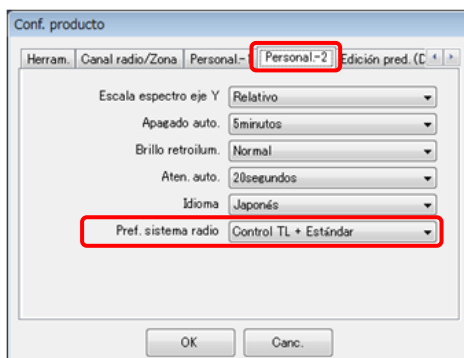 Conf. producto
Herram. Canal radio/Zona Personal.-1 Personal.-2 Edición pred. (D
Escala espectro eje Y Relativo
Apagado auto. 5minutos
Brillo retroilum. Normal
Aten. auto. 20segundos
Idioma Japonés
Pref. sistema radio Control TL + Estándar
OK Canc.